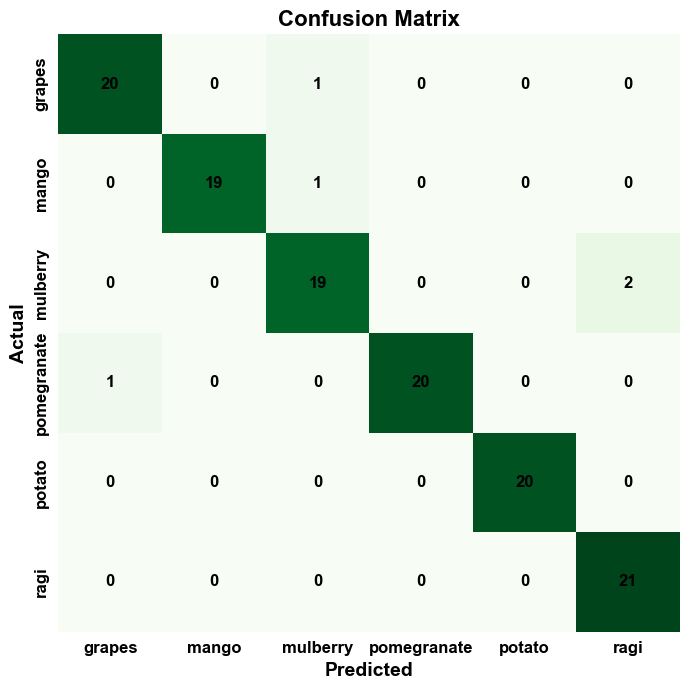 Confusion Matrix
Actual
grapes 20 0 1 0 0 0
mango 0 19 1 0 0 0
mulberry 0 0 19 0 0 2
pomegranate 1 0 0 20 0 0
potato 0 0 0 0 20 0
ragi 0 0 0 0 0 21
grapes mango mulberry pomegranate potato ragi
Predicted